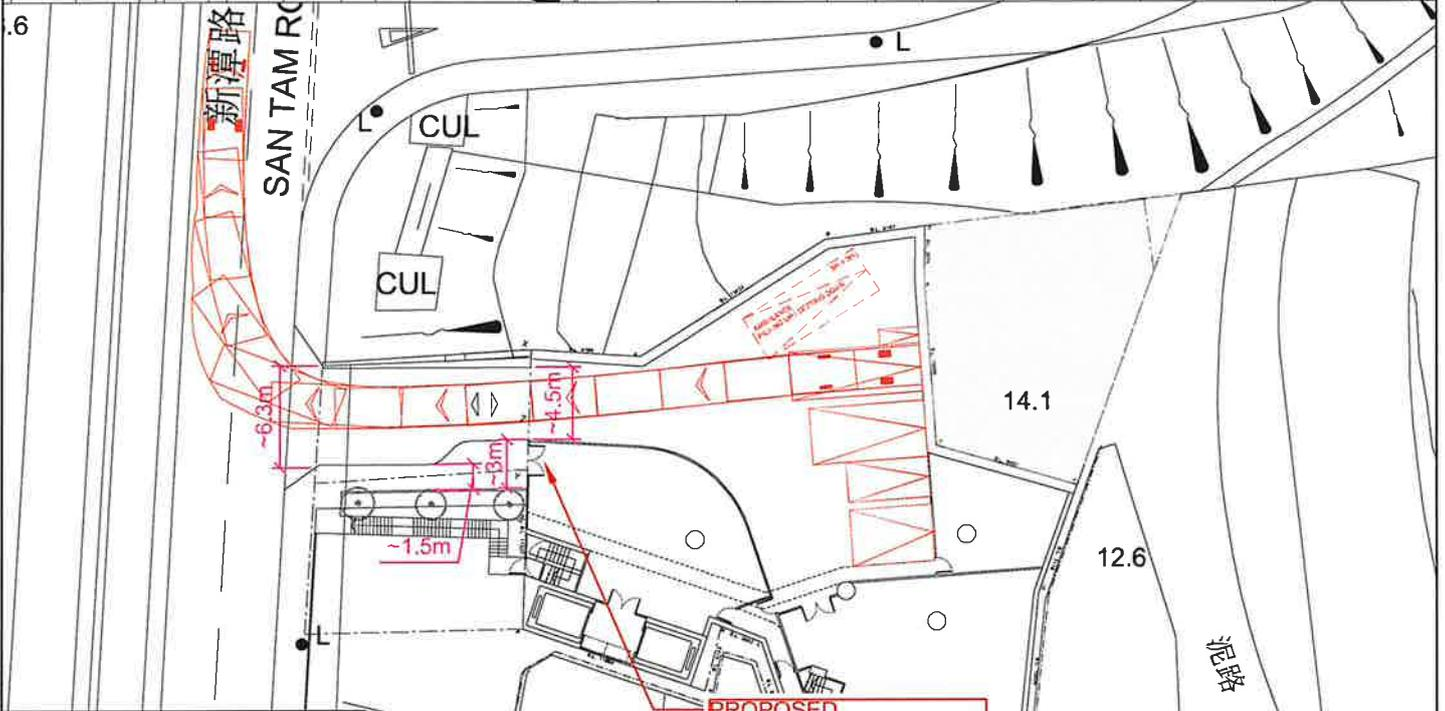 .6
新潭路
SAN TAM RO
L
L
CUL
CUL
~6.3m
~4.5m
~3m
~1.5m
14.1
12.6
L
泥路
PROPOSED